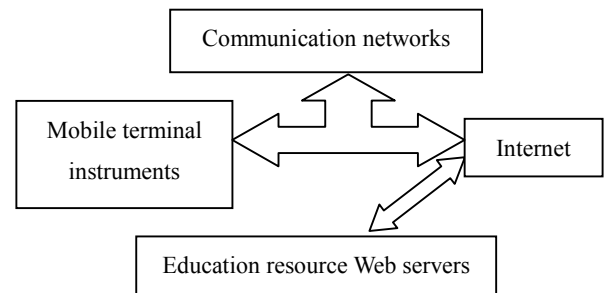 Communication networks
Mobile terminal
instruments
Internet
Education resource Web servers